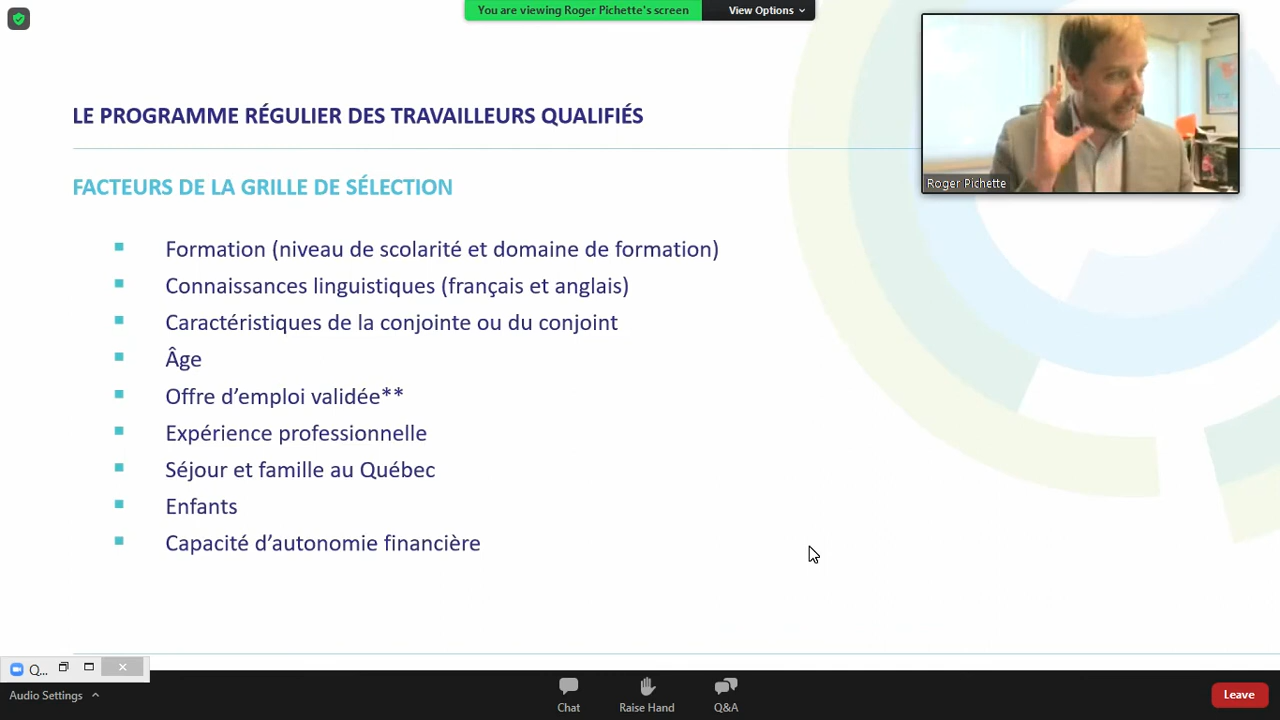 You are viewing Roger Pichette's screen
View Options
Roger Pichette
LE PROGRAMME RÉGULIER DES TRAVAILLEURS QUALIFIÉS
FACTEURS DE LA GRILLE DE SÉLECTION
Formation (niveau de scolarité et domaine de formation)
Connaissances linguistiques (français et anglais)
Caractéristiques de la conjointe ou du conjoint
Âge
Offre d’emploi validée**
Expérience professionnelle
Séjour et famille au Québec
Enfants
Capacité d’autonomie financière
Q...
Audio Settings
Chat
Raise Hand
Q&A
Leave